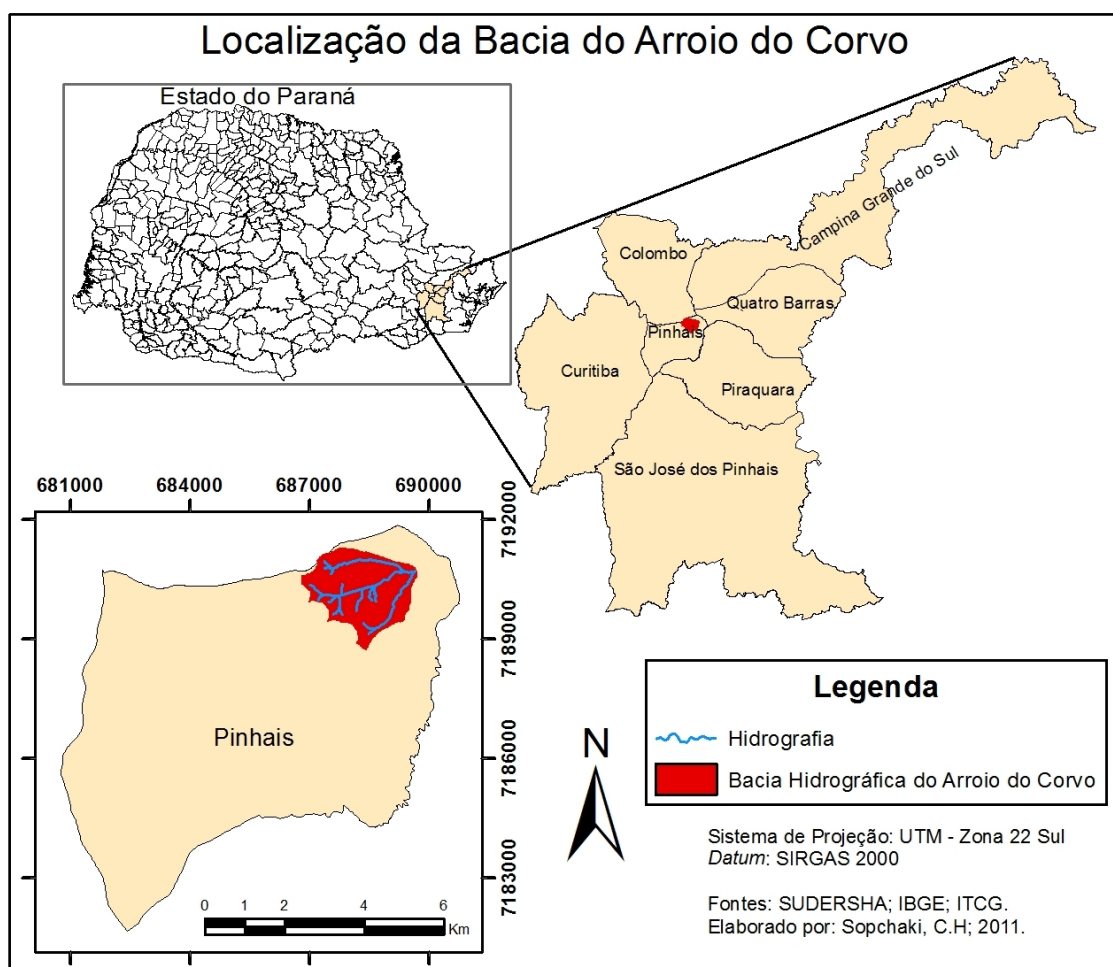 Localização da Bacia do Arroio do Corvo
Estado do Paraná
Campina Grande do Sul
Colombo
Quatro Barras
Pinhais
Curitiba
Piraquara
São José dos Pinhais
681000 684000 687000 690000
7192000
7189000
7186000
7183000
Pinhais
0 1 2 4 6
Km
N
Legenda
Hidrografia
Bacia Hidrográfica do Arroio do Corvo
Sistema de Projeção: UTM - Zona 22 Sul
Datum: SIRGAS 2000
Fontes: SUDERSHA; IBGE; ITCG.
Elaborado por: Sopchaki, C.H; 2011.